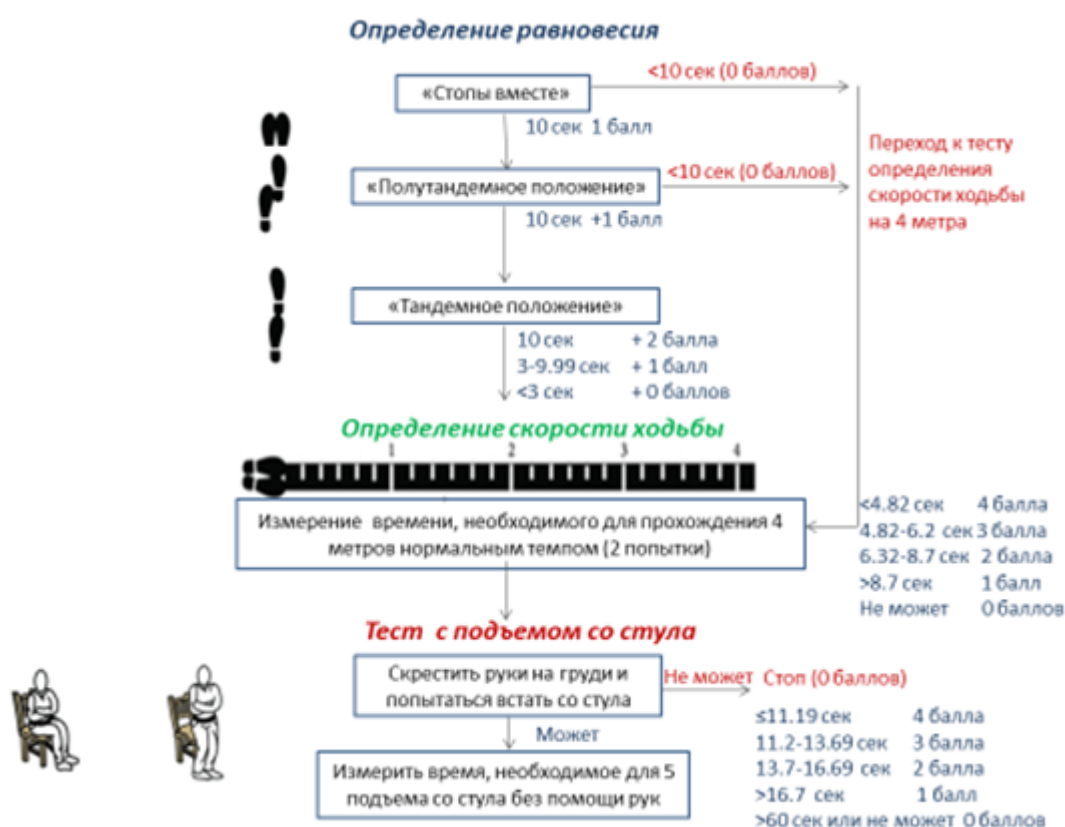 Определение равновесия
<10 сек (0 баллов)
«Стопы вместе»
10 сек 1 балл
Переход к тесту
определения
скорости ходьбы
на 4 метра
<10 сек (0 баллов)
«Полутандемное положение»
10 сек +1 балл
«Тандемное положение»
10 сек + 2 балла
3-9.99 сек + 1 балл
<3 сек + 0 баллов
Определение скорости ходьбы
1 2 3 4
Измерение времени, необходимого для прохождения 4
метров нормальным темпом (2 попытки)
<4.82 сек 4 балла
4.82-6.2 сек 3 балла
6.32-8.7 сек 2 балла
>8.7 сек 1 балл
Не может 0 баллов
Тест с подъемом со стула
Скрестить руки на груди и
попытаться встать со стула
Не может Стоп (0 баллов)
Может
Измерить время, необходимое для 5
подъема со стула без помощи рук
≤11.19 сек 4 балла
11.2-13.69 сек 3 балла
13.7-16.69 сек 2 балла
>16.7 сек 1 балл
>60 сек или не может 0 баллов